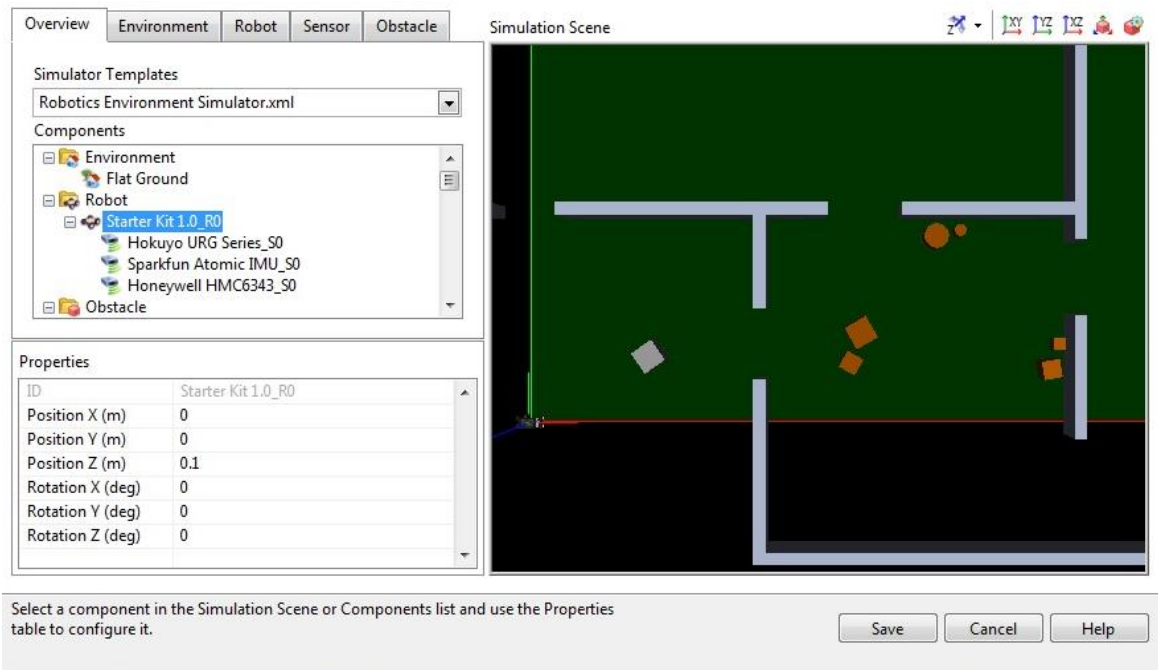 Overview Environment Robot Sensor Obstacle
Simulation Scene
Z XY YZ XZ
Simulator Templates
Robotics Environment Simulator.xml
Components
Environment
Flat Ground
Robot
Starter Kit 1.0_R0
Hokuyo URG Series_S0
Sparkfun Atomic IMU_S0
Honeywell HMC6343_S0
Obstacle
Properties
ID Starter Kit 1.0_R0
Position X (m) 0
Position Y (m) 0
Position Z (m) 0.1
Rotation X (deg) 0
Rotation Y (deg) 0
Rotation Z (deg) 0
Select a component in the Simulation Scene or Components list and use the Properties
table to configure it.
Save Cancel Help